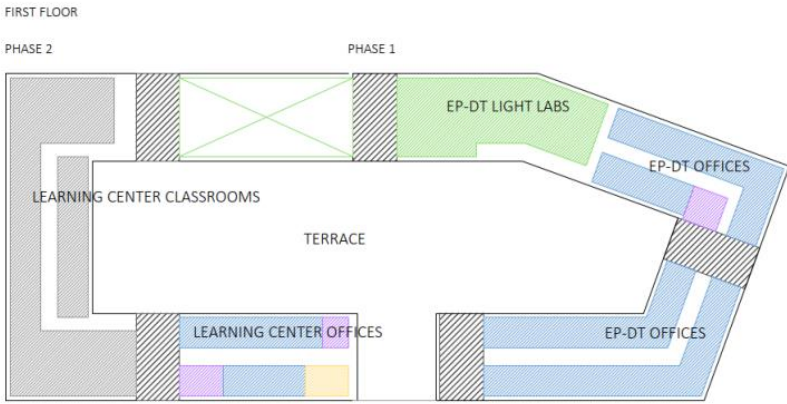 FIRST FLOOR
PHASE 2
PHASE 1
EP-DT LIGHT LABS
EP-DT OFFICES
LEARNING CENTER CLASSROOMS
TERRACE
LEARNING CENTER OFFICES
EP-DT OFFICES